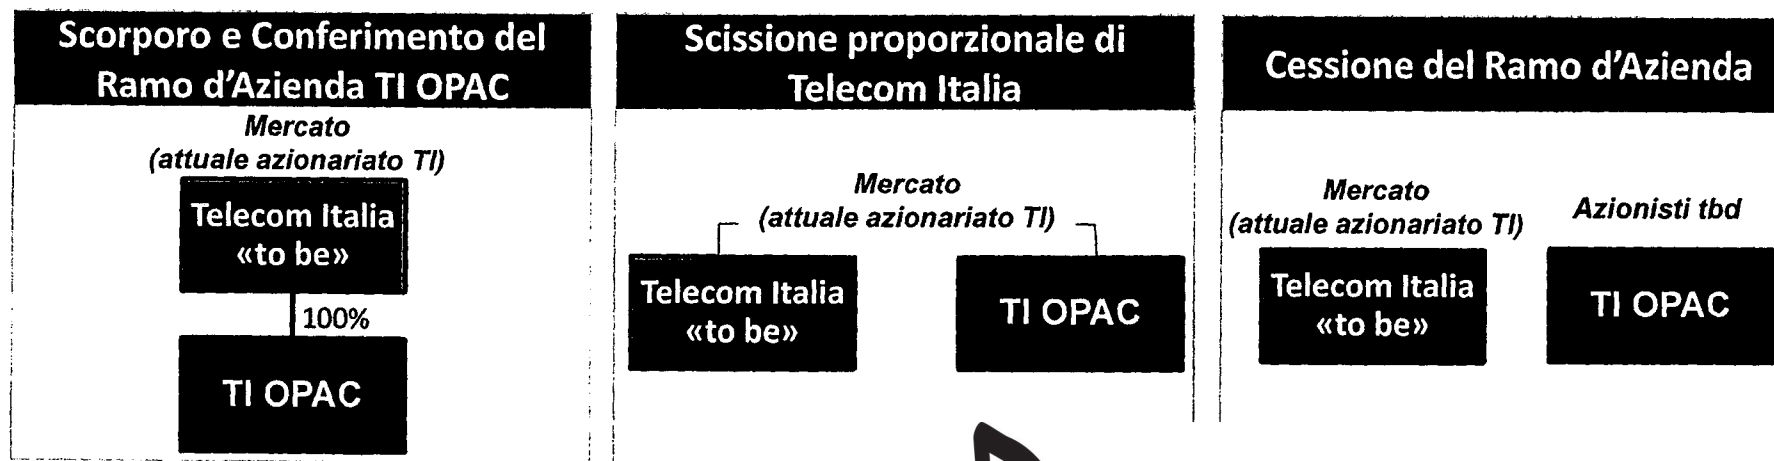 Scorporo e Conferimento del
Ramo d'Azienda TI OPAC
Mercato
(attuale azionariato TI)
Telecom Italia
«to be»
100%
TI OPAC
Scissione proporzionale di
Telecom Italia
Mercato
(attuale azionariato TI)
Telecom Italia
«to be»
TI OPAC
Cessione del Ramo d'Azienda
Mercato
(attuale azionariato TI)
Azionisti tbd
Telecom Italia
«to be»
TI OPAC